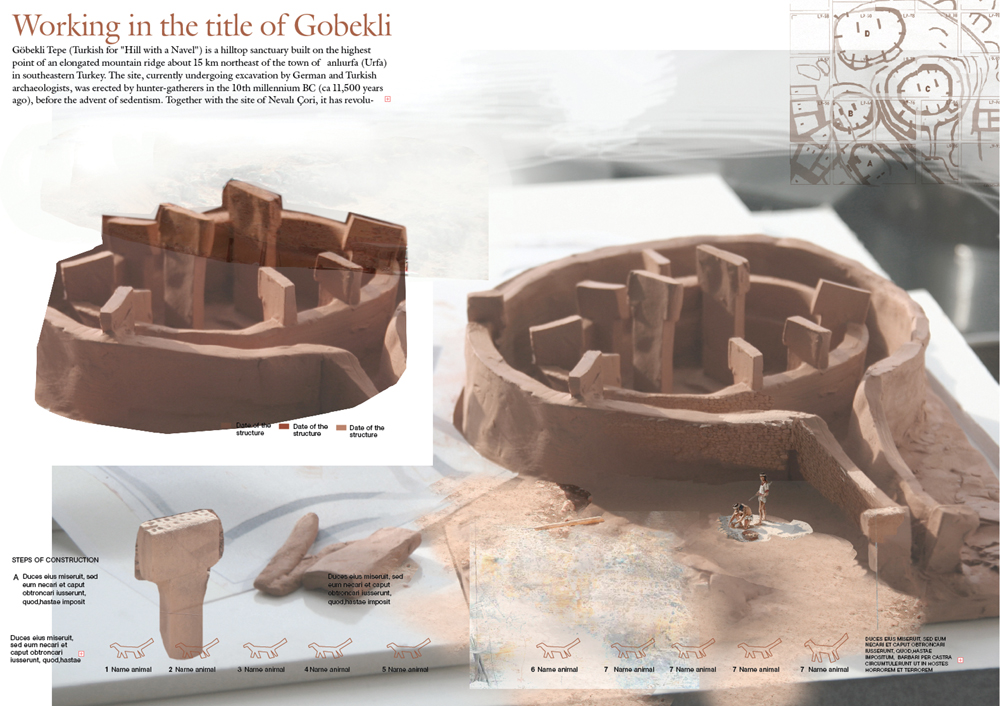 Working in the title of Gobekli
Göbekli Tepe (Turkish for "Hill with a Navel") is a hilltop sanctuary built on the highest
point of an elongated mountain ridge about 15 km northeast of the town of anlıurfa (Urfa)
in southeastern Turkey. The site, currently undergoing excavation by German and Turkish
archaeologists, was erected by hunter-gatherers in the 10th millennium BC (ca 11,500 years
ago), before the advent of sedentism. Together with the site of Nevalı Çori, it has revolu-
D
C
B
A
Date of the
structure
Date of the
structure
Date of the
structure
STEPS OF CONSTRUCTION
A Duces eius miseruit, sed
eum necari et caput
obtroncari iusserunt,
quod,hastae imposit
Duces eius miseruit, sed
eum necari et caput
obtroncari iusserunt,
quod,hastae imposit
Duces eius miseruit,
sed eum necari et
caput obtroncari
iusserunt, quod,hastae
1 Name animal
2 Name animal
3 Name animal
4 Name animal
5 Name animal
6 Name animal
7 Name animal
7 Name animal
7 Name animal
7 Name animal
DUCES EIUS MISERUIT, SED EUM
NECARI ET CAPUT OBTRONCARI
IUSSERUNT, QUOD,HASTAE
IMPOSITUM, BARBARI PER CASTRA
CIRCUMTULERUNT UT IN HOSTES
HORROREM ET TERROREM